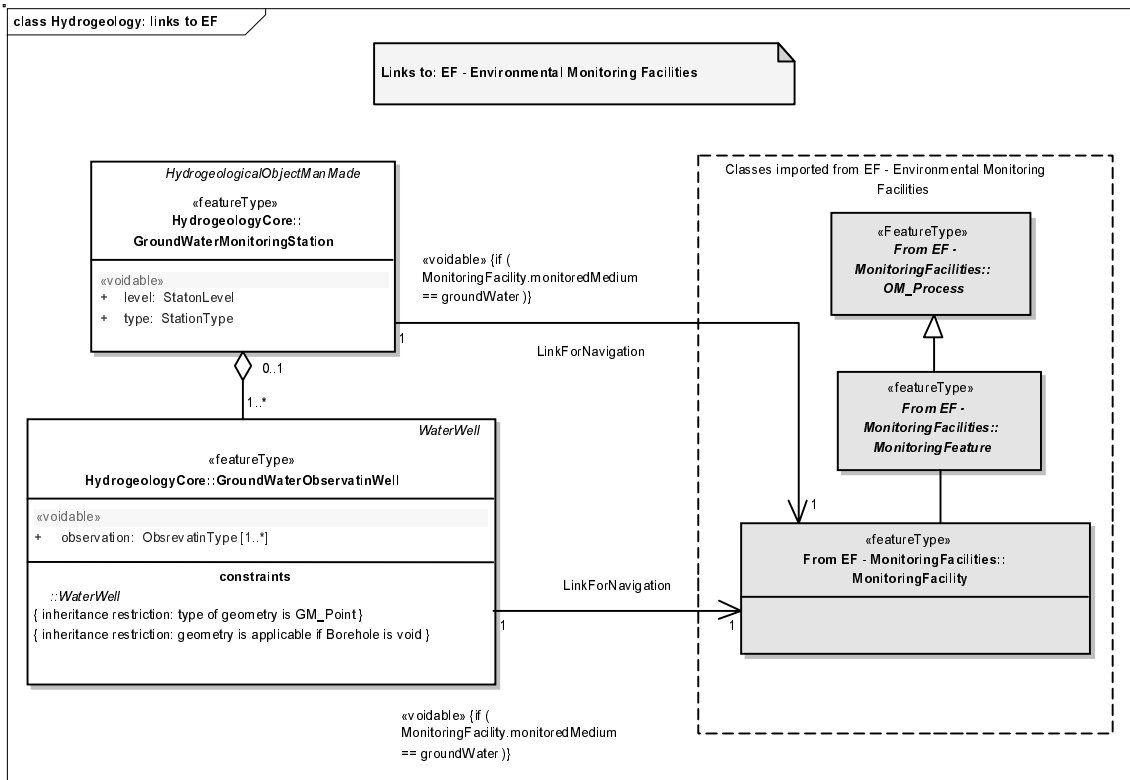 class Hydrogeology: links to EF
Links to: EF - Environmental Monitoring Facilities
HydrogeologicalObjectManMade
«featureType»
HydrogeologyCore::
GroundWaterMonitoringStation
«voidable»
+ level: StatonLevel
+ type: StationType
«voidable» {if (
MonitoringFacility.monitoredMedium
== groundWater )}
1
LinkForNavigation
0..1
1..*
Classes imported from EF - Environmental Monitoring
Facilities
«FeatureType»
From EF -
MonitoringFacilities::
OM_Process
«featureType»
From EF -
MonitoringFacilities::
MonitoringFeature
1
WaterWell
«featureType»
HydrogeologyCore::GroundWaterObservatinWell
«voidable»
+ observation: ObsrevatinType [1..*]
constraints
::WaterWell
{ inheritance restriction: type of geometry is GM_Point }
{ inheritance restriction: geometry is applicable if Borehole is void }
LinkForNavigation
1
1
«featureType»
From EF - MonitoringFacilities::
MonitoringFacility
«voidable» {if (
MonitoringFacility.monitoredMedium
== groundWater )}